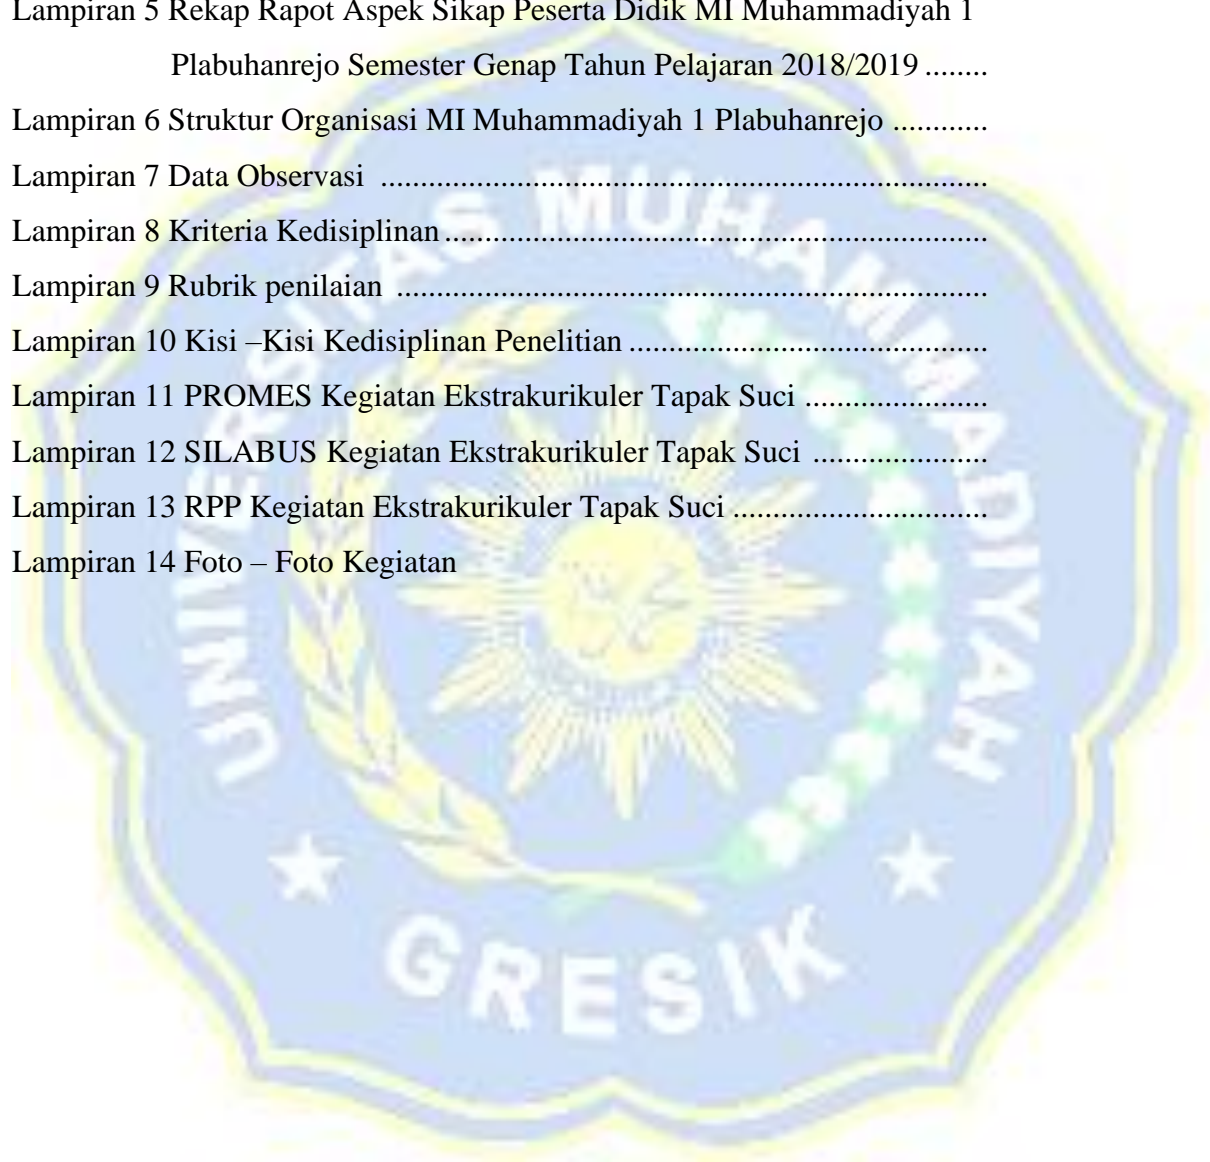 Lampiran 5 Rekap Rapot Aspek Sikap Peserta Didik MI Muhammadiyah 1
Plabuhanrejo Semester Genap Tahun Pelajaran 2018/2019 ........
Lampiran 6 Struktur Organisasi MI Muhammadiyah 1 Plabuhanrejo ............
Lampiran 7 Data Observasi ............................................................................
Lampiran 8 Kriteria Kedisiplinan....................................................................
Lampiran 9 Rubrik penilaian ..........................................................................
Lampiran 10 Kisi –Kisi Kedisiplinan Penelitian .............................................
Lampiran 11 PROMES Kegiatan Ekstrakurikuler Tapak Suci .......................
Lampiran 12 SILABUS Kegiatan Ekstrakurikuler Tapak Suci ......................
Lampiran 13 RPP Kegiatan Ekstrakurikuler Tapak Suci ................................
Lampiran 14 Foto – Foto Kegiatan
UNIVERSITAS MUHAMMADIYAH
GRESIK